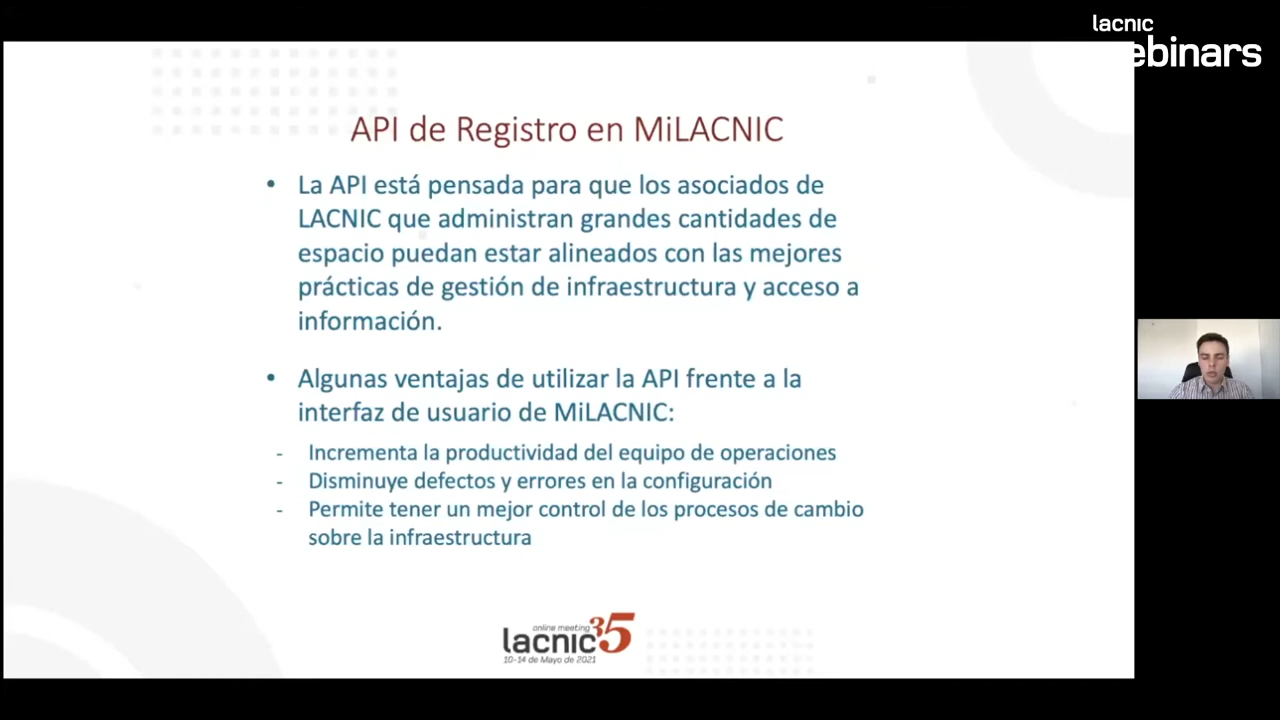 lacnic
ebinars
API de Registro en MiLACNIC
• La API está pensada para que los asociados de
LACNIC que administran grandes cantidades de
espacio puedan estar alineados con las mejores
prácticas de gestión de infraestructura y acceso a
información.
• Algunas ventajas de utilizar la API frente a la
interfaz de usuario de MiLACNIC:
- Incrementa la productividad del equipo de operaciones
- Disminuye defectos y errores en la configuración
- Permite tener un mejor control de los procesos de cambio
sobre la infraestructura
online meeting
lacnic 35
10-14 de Mayo de 2021